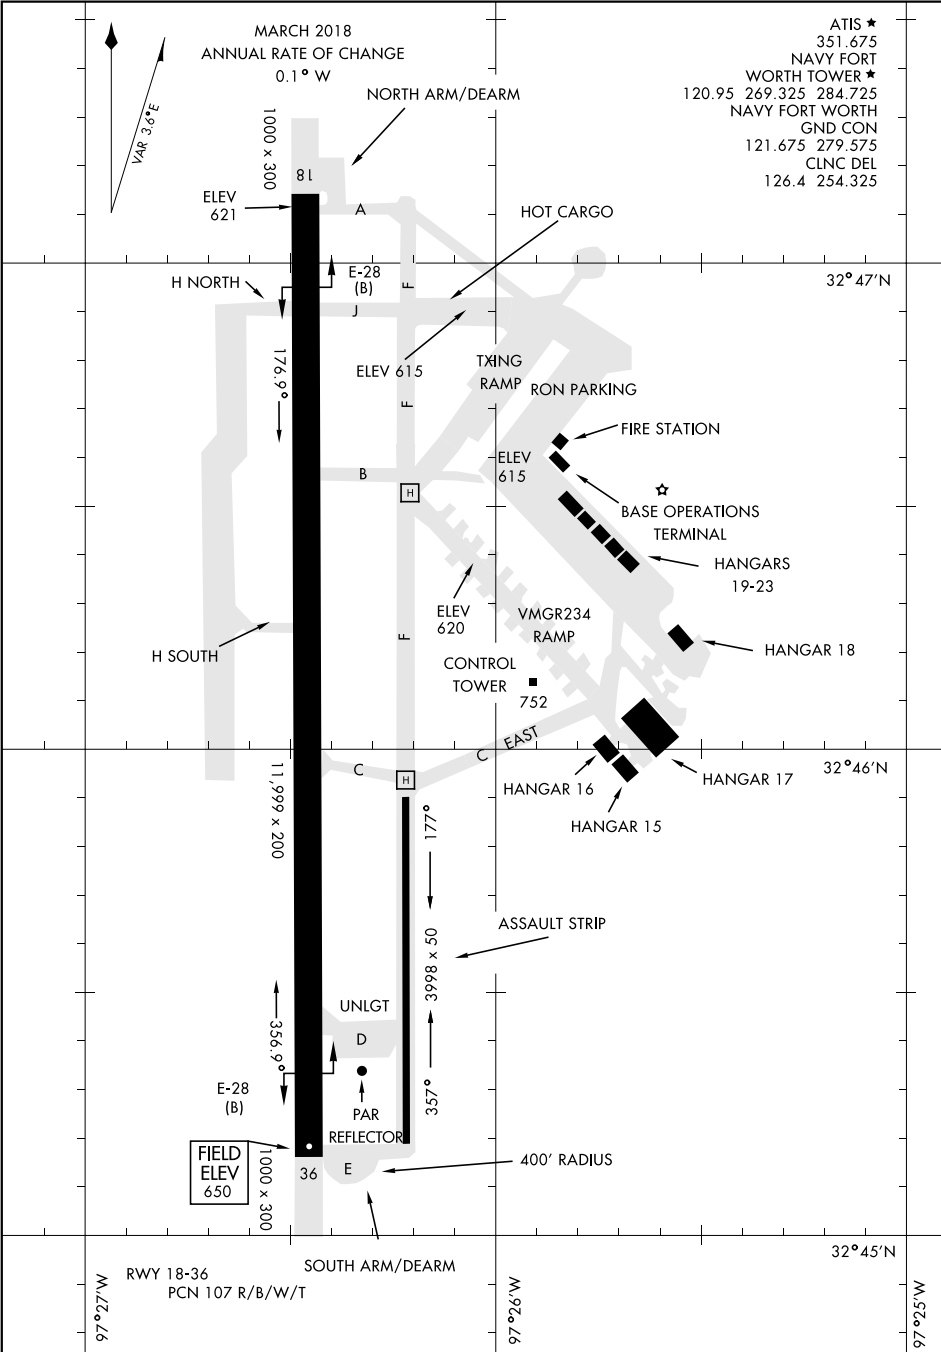 MARCH 2018
ANNUAL RATE OF CHANGE
0.1° W
VAR 3.6°E
ATIS ★
351.675
NAVY FORT
WORTH TOWER ★
120.95 269.325 284.725
NAVY FORT WORTH
GND CON
121.675 279.575
CLNC DEL
126.4 254.325
NORTH ARM/DEARM
1000 x 300
18
ELEV
621
A
HOT CARGO
H NORTH
E-28
(B)
F
J
32°47'N
176.9°
ELEV 615
TXING
RAMP
RON PARKING
F
FIRE STATION
ELEV
615
B
H
BASE OPERATIONS
TERMINAL
HANGARS
19-23
ELEV
620
VMGR234
RAMP
F
H SOUTH
HANGAR 18
CONTROL
TOWER
752
C EAST
C
H
32°46'N
HANGAR 17
HANGAR 16
HANGAR 15
11,999 x 200
177°
ASSAULT STRIP
3998 x 50
UNLGT
D
356.9°
E-28
(B)
357°
PAR
REFLECTOR
FIELD
ELEV
650
1000 x 300
36
E
400' RADIUS
SOUTH ARM/DEARM
32°45'N
RWY 18-36
PCN 107 R/B/W/T
97°27'W
97°26'W
97°25'W